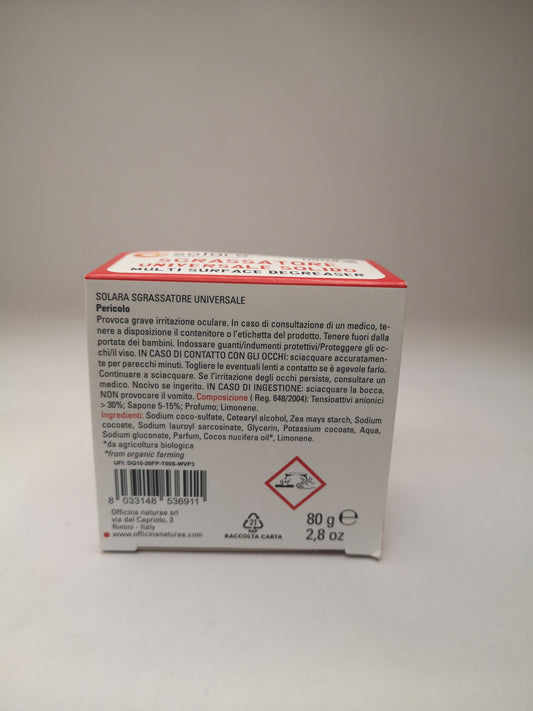 solara
SGRASSATORE
UNIVERSALE SOLIDO
MULTI SURFACE DEGREASER
SOLARA SGRASSATORE UNIVERSALE
Pericolo
Provoca grave irritazione oculare. In caso di consultazione di un medico, te-
nere a disposizione il contenitore o l'etichetta del prodotto. Tenere fuori dalla
portata dei bambini. Indossare guanti/indumenti protettivi/Proteggere gli oc-
chi/il viso. IN CASO DI CONTATTO CON GLI OCCHI: sciacquare accuratamen-
te per parecchi minuti. Togliere le eventuali lenti a contatto se è agevole farlo.
Continuare a sciacquare. Se l'irritazione degli occhi persiste, consultare un
medico. Nocivo se ingerito. IN CASO DI INGESTIONE: sciacquare la bocca.
NON provocare il vomito. Composizione ( Reg. 648/2004): Tensioattivi anionici
> 30%; Sapone 5-15%; Profumo; Limonene.
Ingredienti: Sodium coco-sulfate, Cetearyl alcohol, Zea mays starch, Sodium
cocoate, Sodium lauroyl sarcosinate, Glycerin, Potassium cocoate, Aqua,
Sodium gluconate, Parfum, Cocos nucifera oil*, Limonene.
*da agricoltura biologica
*from organic farming
UFI: DQ10-20FP-T00S-WVP3
8 033148 536911
Officina naturae srl
via del Capriolo, 3
Rimini - Italy
www.officinanaturae.com
21
PAP
RACCOLTA CARTA
80 g e
2,8 oz